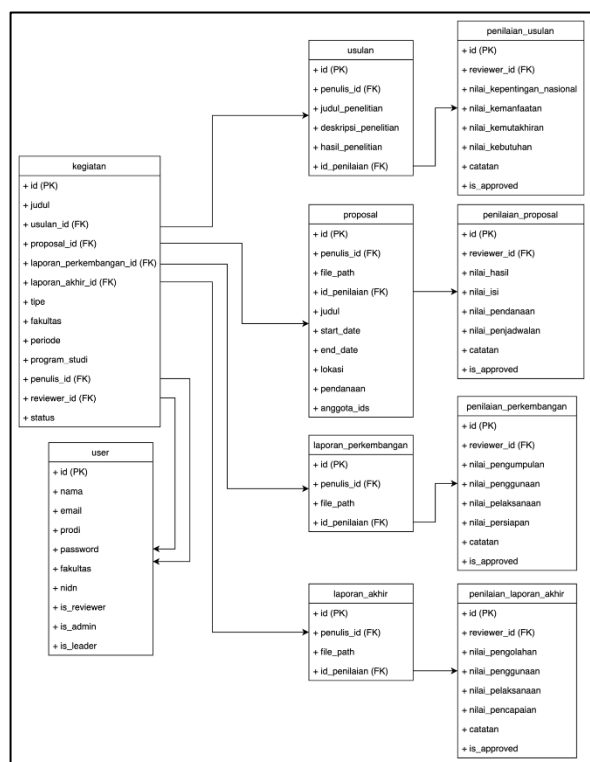 kegiatan
+ id (PK)
+ judul
+ usulan_id (FK)
+ proposal_id (FK)
+ laporan_perkembangan_id (FK)
+ laporan_akhir_id (FK)
+ tipe
+ fakultas
+ periode
+ program_studi
+ penulis_id (FK)
+ reviewer_id (FK)
+ status
user
+ id (PK)
+ nama
+ email
+ prodi
+ password
+ fakultas
+ nidn
+ is_reviewer
+ is_admin
+ is_leader
usulan
+ id (PK)
+ penulis_id (FK)
+ judul_penelitian
+ deskripsi_penelitian
+ hasil_penelitian
+ id_penilaian (FK)
proposal
+ id (PK)
+ penulis_id (FK)
+ file_path
+ id_penilaian (FK)
+ judul
+ start_date
+ end_date
+ lokasi
+ pendanaan
+ anggota_ids
laporan_perkembangan
+ id (PK)
+ penulis_id (FK)
+ file_path
+ id_penilaian (FK)
laporan_akhir
+ id (PK)
+ penulis_id (FK)
+ file_path
+ id_penilaian (FK)
penilaian_usulan
+ id (PK)
+ reviewer_id (FK)
+ nilai_kepentingan_nasional
+ nilai_kemanfaatan
+ nilai_kemutakhiran
+ nilai_kebutuhan
+ catatan
+ is_approved
penilaian_proposal
+ id (PK)
+ reviewer_id (FK)
+ nilai_hasil
+ nilai_isi
+ nilai_pendanaan
+ nilai_penjadwalan
+ catatan
+ is_approved
penilaian_perkembangan
+ id (PK)
+ reviewer_id (FK)
+ nilai_pengumpulan
+ nilai_penggunaan
+ nilai_pelaksanaan
+ nilai_persiapan
+ catatan
+ is_approved
penilaian_laporan_akhir
+ id (PK)
+ reviewer_id (FK)
+ nilai_pengolahan
+ nilai_penggunaan
+ nilai_pelaksanaan
+ nilai_pencapaian
+ catatan
+ is_approved